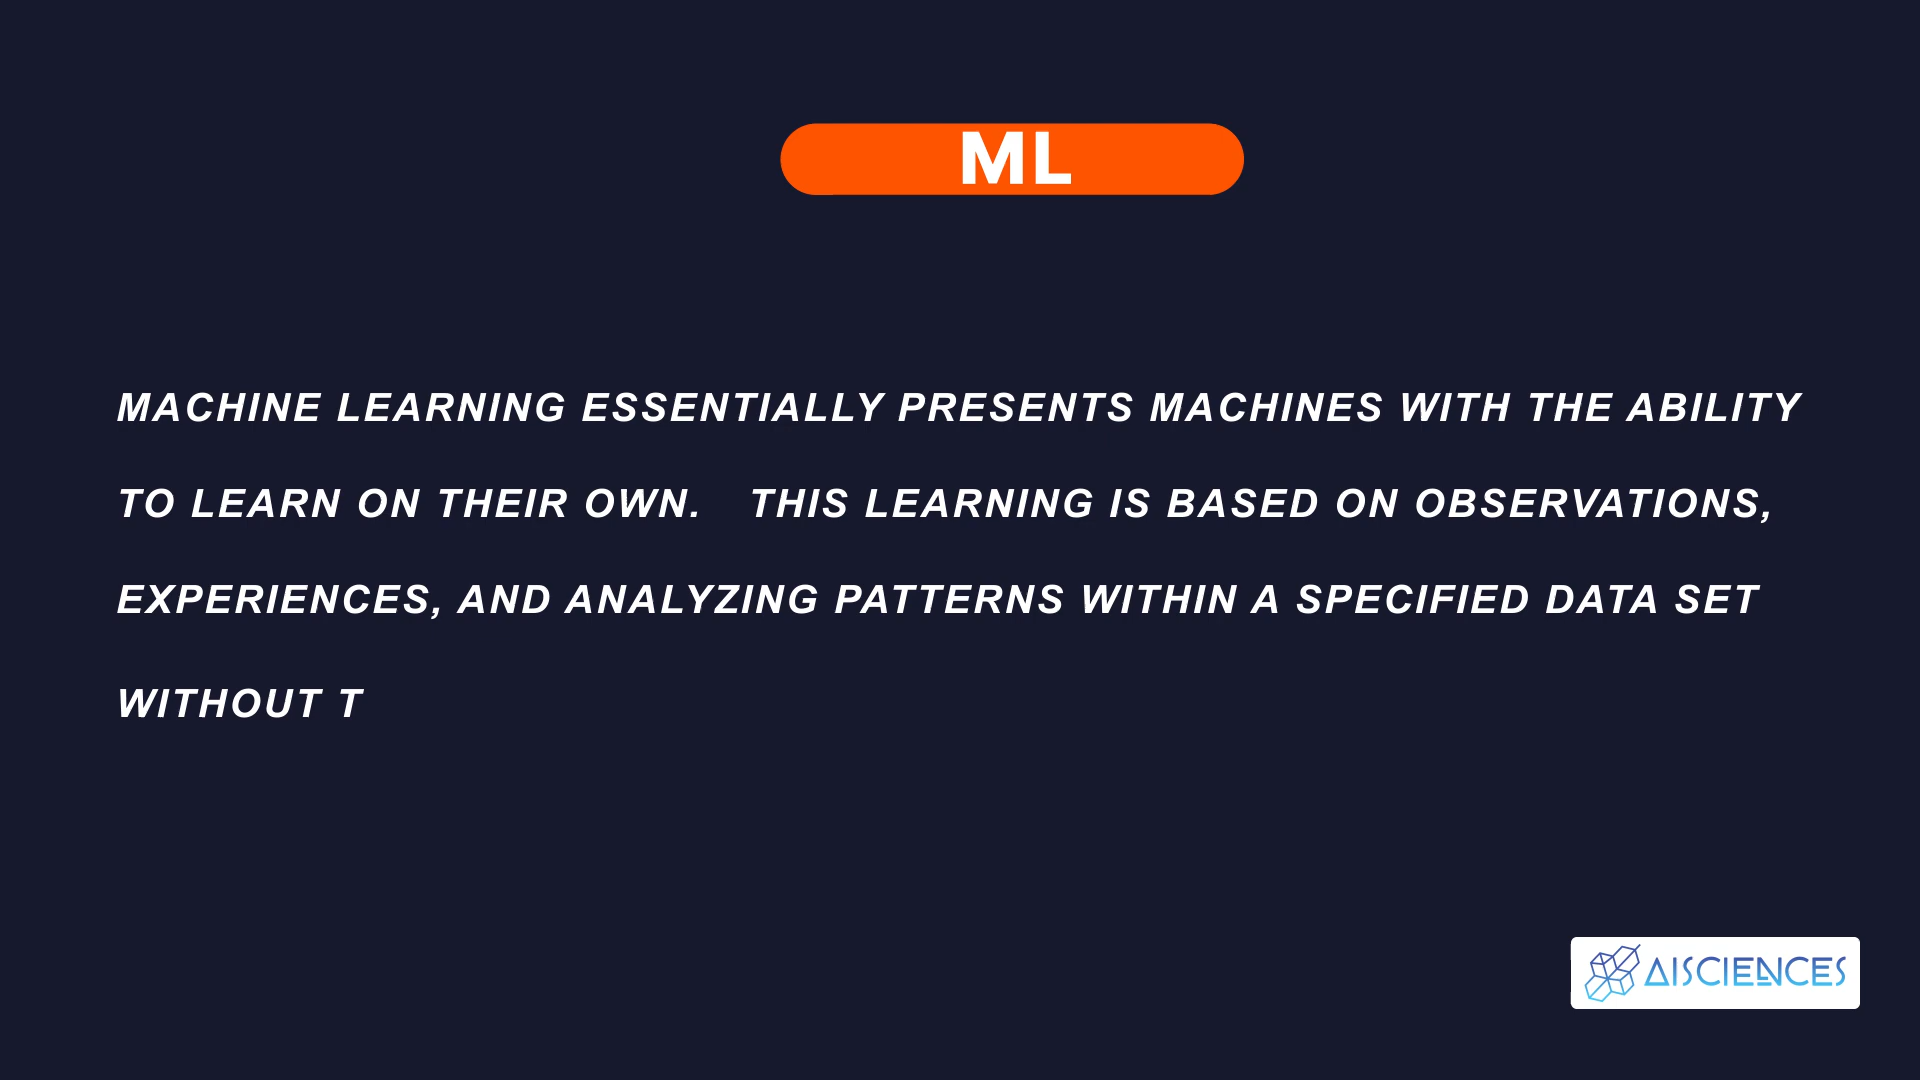 ML
MACHINE LEARNING ESSENTIALLY PRESENTS MACHINES WITH THE ABILITY
TO LEARN ON THEIR OWN. THIS LEARNING IS BASED ON OBSERVATIONS,
EXPERIENCES, AND ANALYZING PATTERNS WITHIN A SPECIFIED DATA SET
WITHOUT T
AISCIENCES